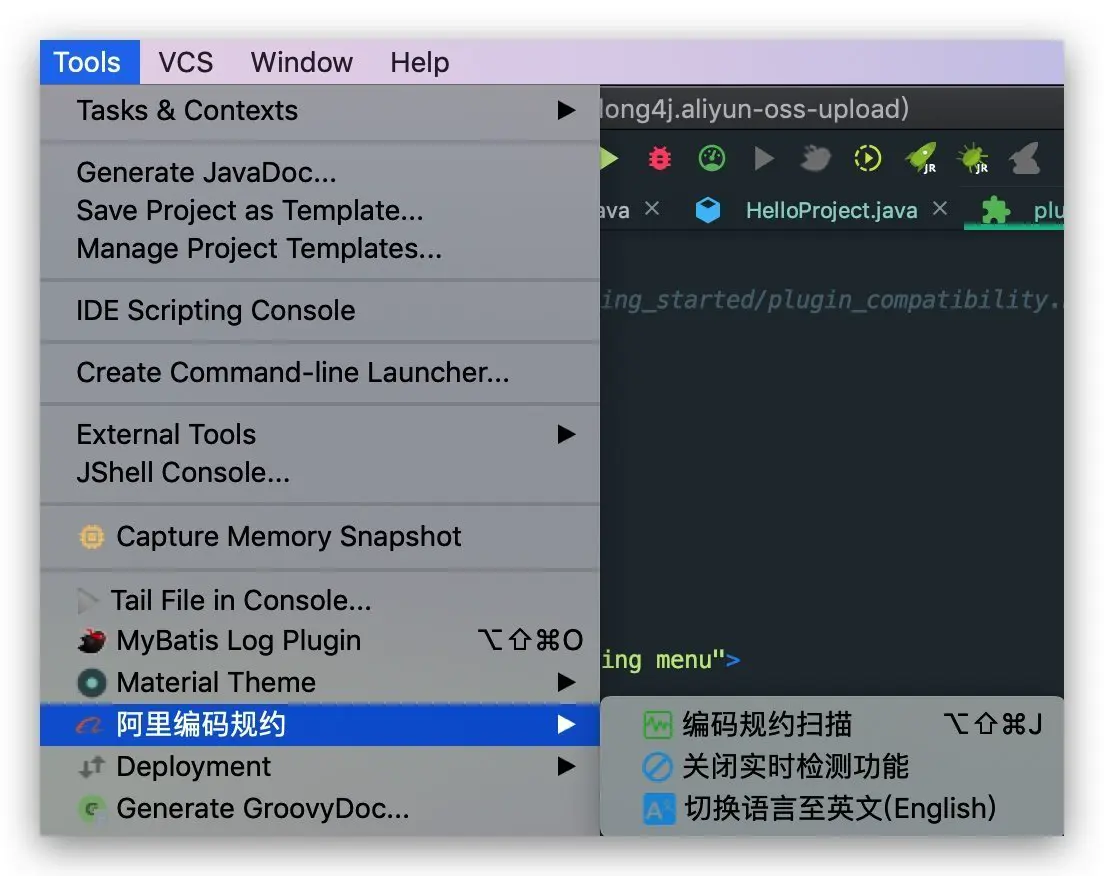 Tools VCS Window Help
Tasks & Contexts
long4j.aliyun-oss-upload)
Generate JavaDoc...
JR JR
Save Project as Template...
HelloProject.java
Manage Project Templates...
ing_started/plugin_compatibility.
IDE Scripting Console
Create Command-line Launcher...
External Tools
JShell Console...
Capture Memory Snapshot
Tail File in Console...
MyBatis Log Plugin ⌥⇧⌘O
ing menu">
Material Theme
阿里编码规约
编码规约扫描 ⌥⇧⌘J
Deployment
关闭实时检测功能
Generate GroovyDoc...
切换语言至英文(English)